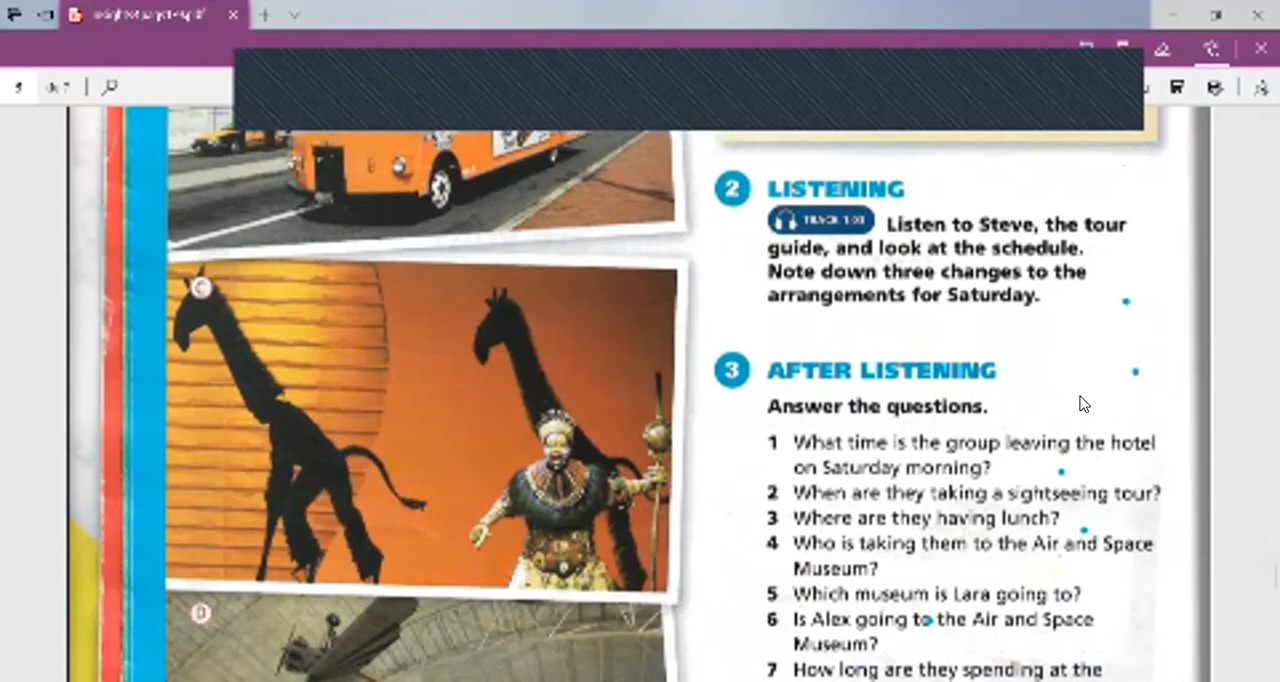 2 LISTENING
TRACK 1.03 Listen to Steve, the tour
guide, and look at the schedule.
Note down three changes to the
arrangements for Saturday.
3 AFTER LISTENING
Answer the questions.
1 What time is the group leaving the hotel
on Saturday morning?
2 When are they taking a sightseeing tour?
3 Where are they having lunch?
4 Who is taking them to the Air and Space
Museum?
5 Which museum is Lara going to?
6 Is Alex going to the Air and Space
Museum?
7 How long are they spending at the
C
D